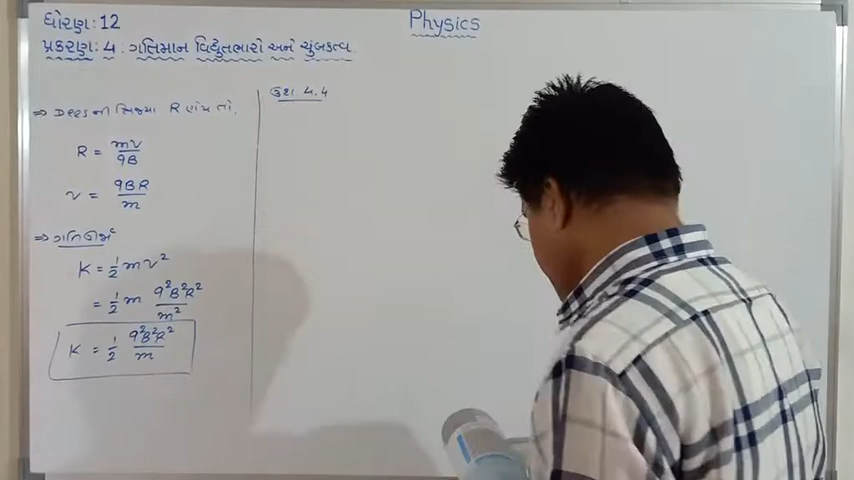 ધોરણ: 12
Physics
પ્રકરણ: 4 : ગતિમાન વિદ્યુતભારો અને ચુંબકત્વ
⇒ Deesની ત્રિજ્યા R હોય તો,
R = mv/qB
v = qBR/m
⇒ ગતિઊર્જા
K = 1/2 mv²
= 1/2 m q²B²R²/m²
K = 1/2 q²B²R²/m
ઉદા 4.4